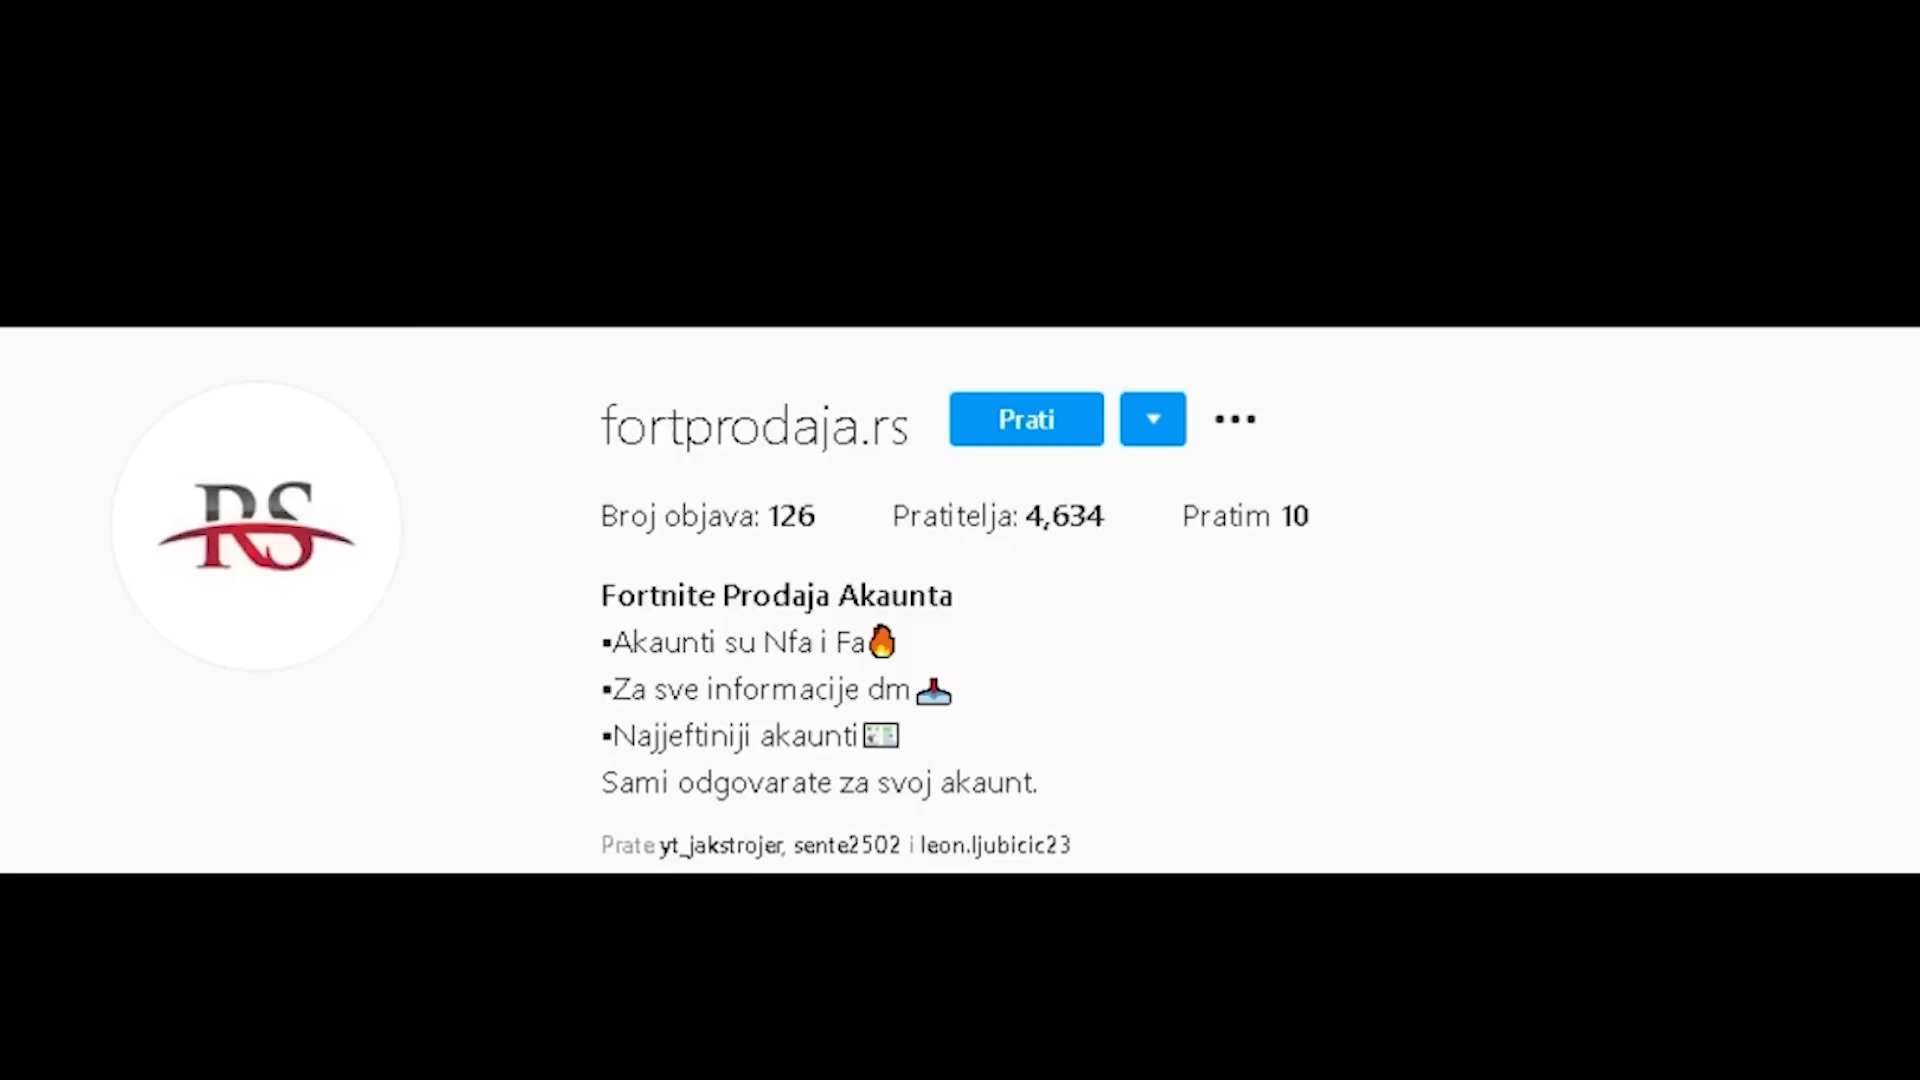 RS
fortprodaja.rs
Prati
Broj objava: 126 Pratitelja: 4,634 Pratim 10
Fortnite Prodaja Akaunta
▪Akaunti su Nfa i Fa🔥
▪Za sve informacije dm📥
▪Najjeftiniji akaunti💵
Sami odgovarate za svoj akaunt.
Prate yt_jakstrojer, sente2502 i leon.ljubicic23